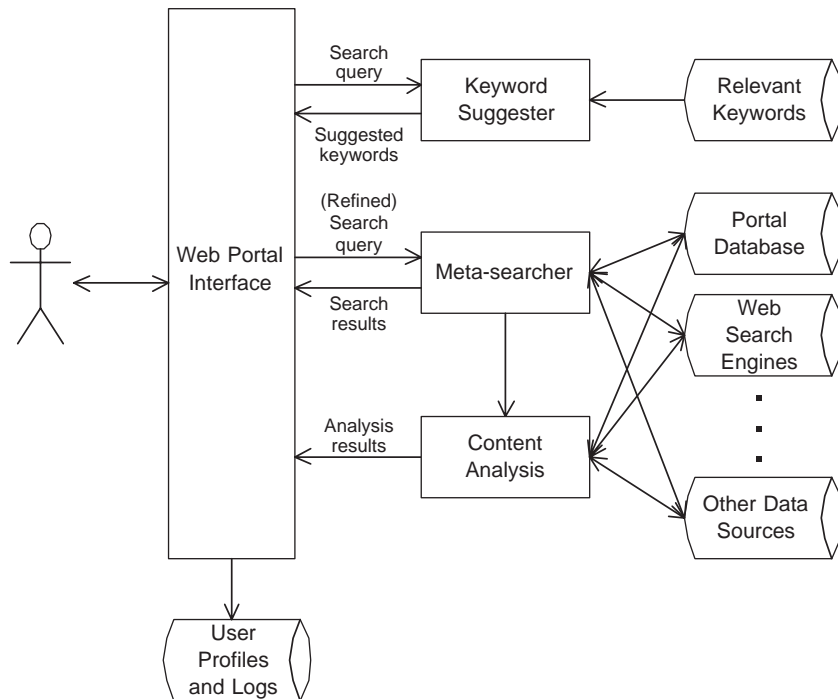 Search
query
Keyword
Suggester
Relevant
Keywords
Suggested
keywords
(Refined)
Search
query
Portal
Database
Web Portal
Interface
Meta-searcher
Search
results
Web
Search
Engines
Analysis
results
Content
Analysis
Other Data
Sources
User
Profiles
and Logs